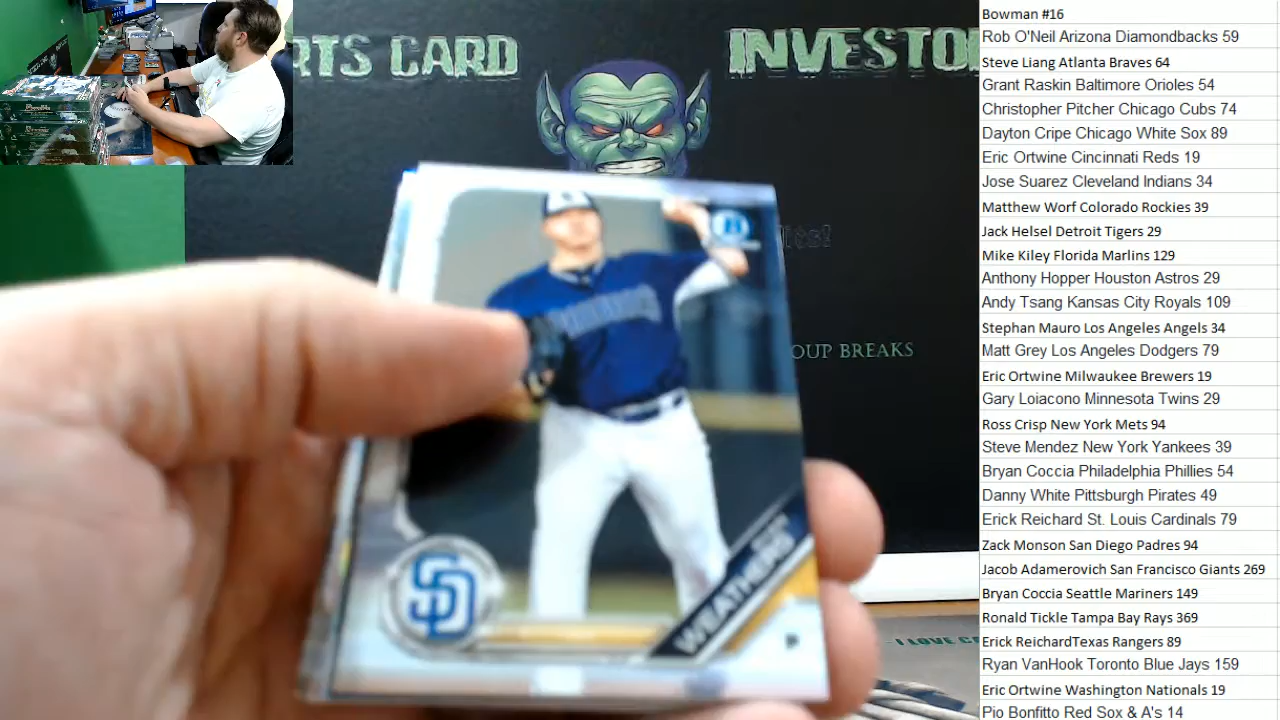 RTS CARD
INVESTO
OUP BREAKS
B
SD
WEATHERS
P
I LOVE
Bowman #16
Rob O'Neil Arizona Diamondbacks 59
Steve Liang Atlanta Braves 64
Grant Raskin Baltimore Orioles 54
Christopher Pitcher Chicago Cubs 74
Dayton Cripe Chicago White Sox 89
Eric Ortwine Cincinnati Reds 19
Jose Suarez Cleveland Indians 34
Matthew Worf Colorado Rockies 39
Jack Helsel Detroit Tigers 29
Mike Kiley Florida Marlins 129
Anthony Hopper Houston Astros 29
Andy Tsang Kansas City Royals 109
Stephan Mauro Los Angeles Angels 34
Matt Grey Los Angeles Dodgers 79
Eric Ortwine Milwaukee Brewers 19
Gary Loiacono Minnesota Twins 29
Ross Crisp New York Mets 94
Steve Mendez New York Yankees 39
Bryan Coccia Philadelphia Phillies 54
Danny White Pittsburgh Pirates 49
Erick Reichard St. Louis Cardinals 79
Zack Monson San Diego Padres 94
Jacob Adamerovich San Francisco Giants 269
Bryan Coccia Seattle Mariners 149
Ronald Tickle Tampa Bay Rays 369
Erick ReichardTexas Rangers 89
Ryan VanHook Toronto Blue Jays 159
Eric Ortwine Washington Nationals 19
Pio Bonfitto Red Sox & A's 14